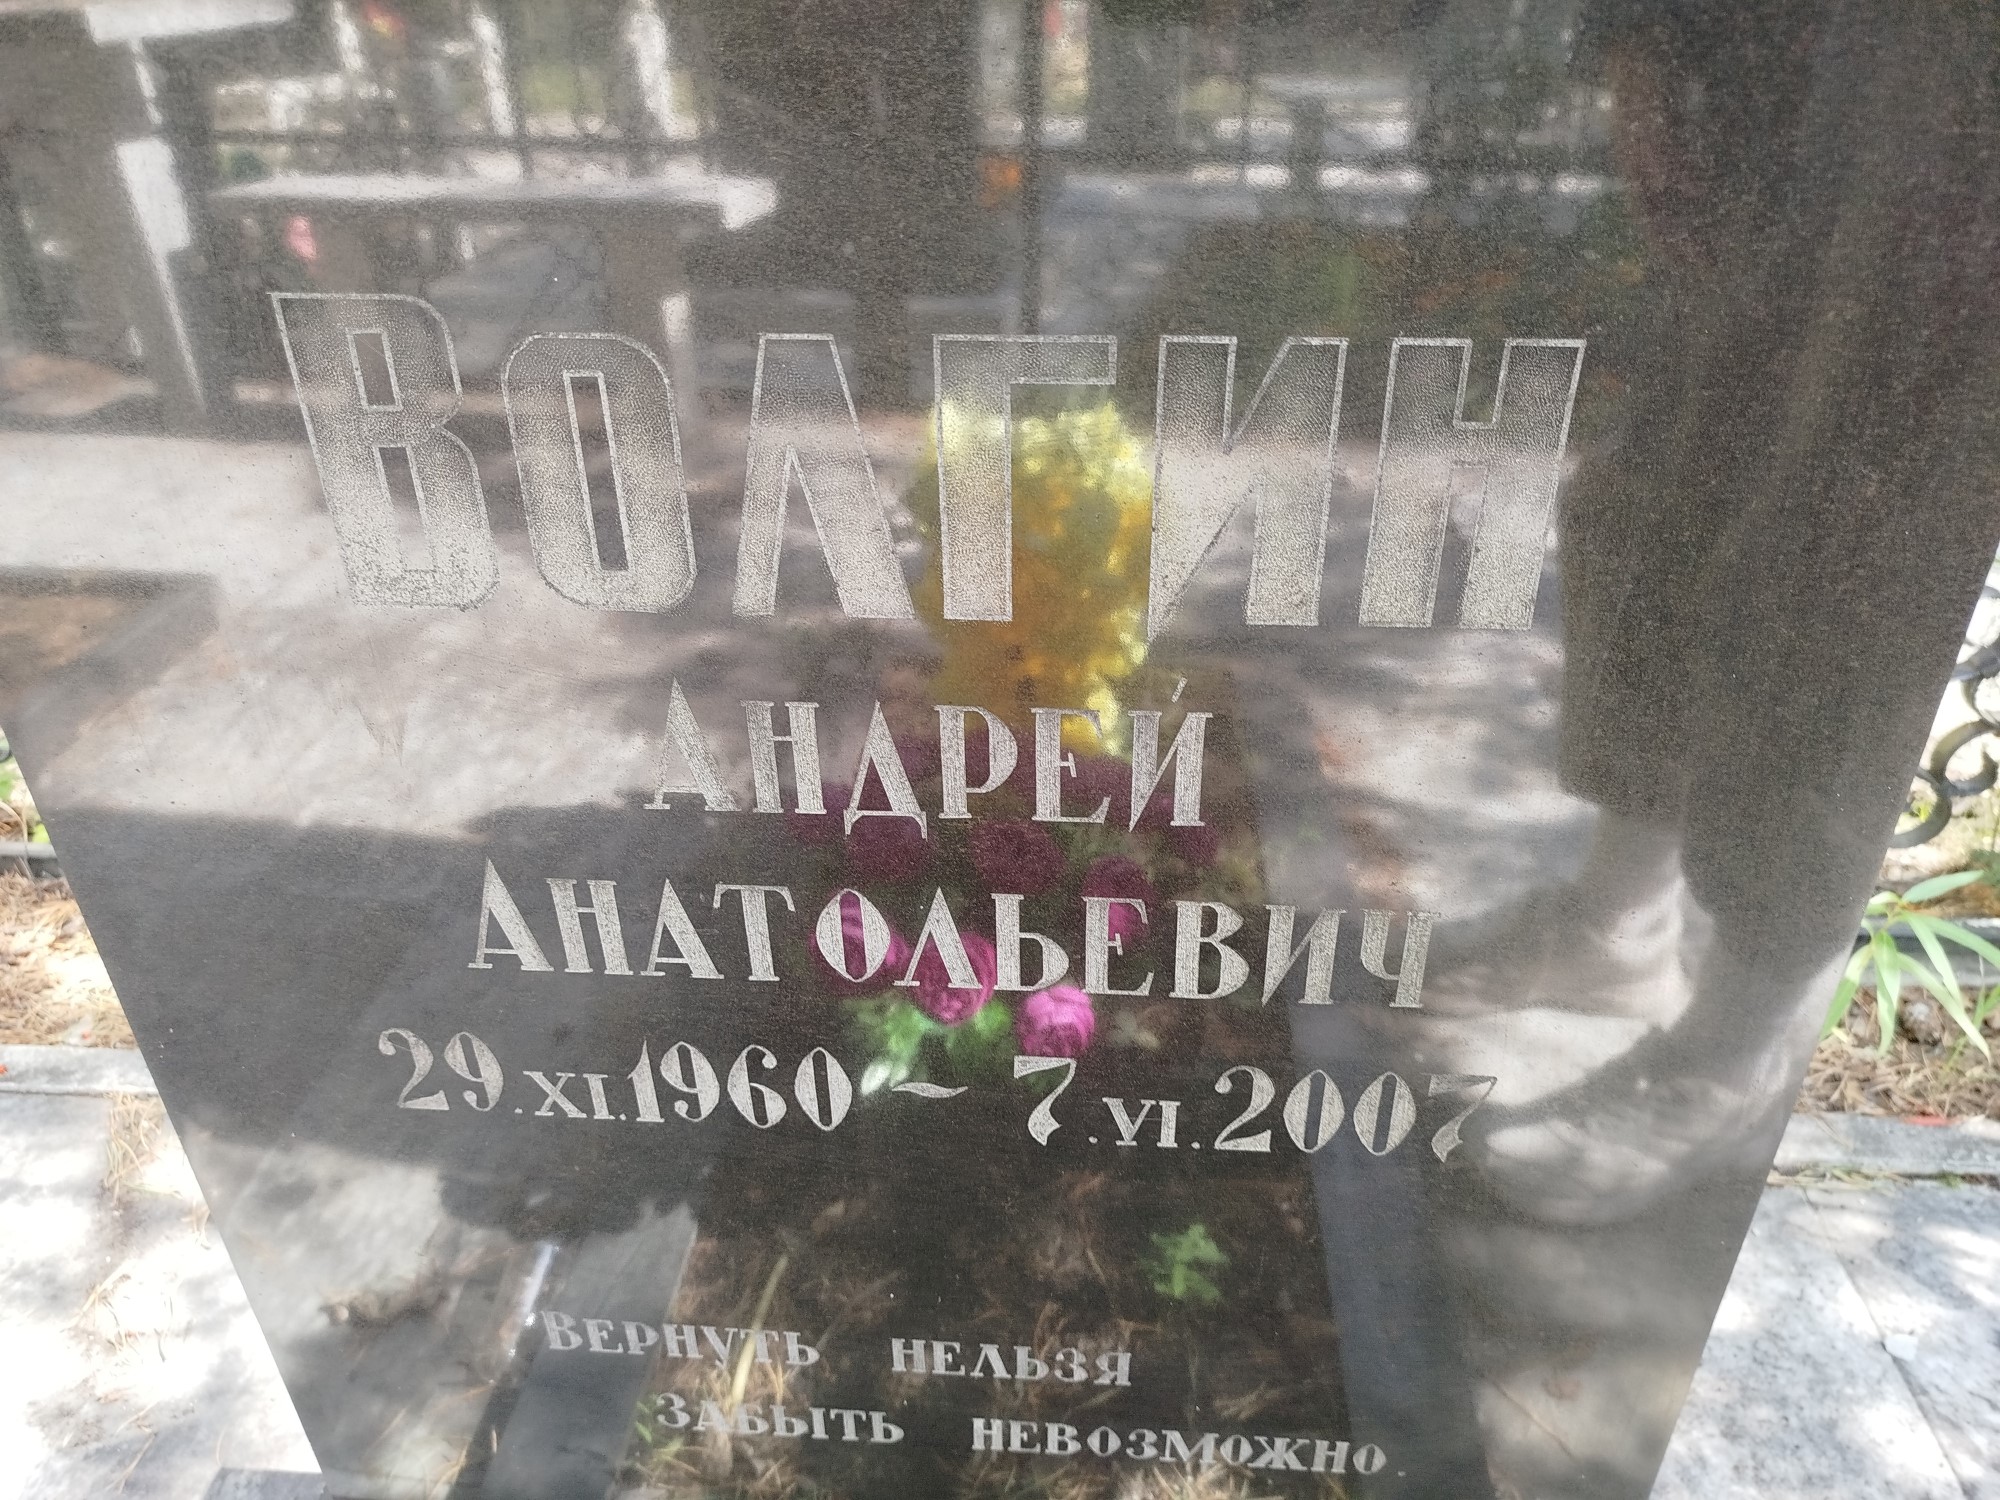 ВОЛГИН
АНДРЕЙ
АНАТОЛЬЕВИЧ
29.XI.1960 ~ 7.VI.2007
ВЕРНУТЬ НЕЛЬЗЯ
ЗАБЫТЬ НЕВОЗМОЖНО.